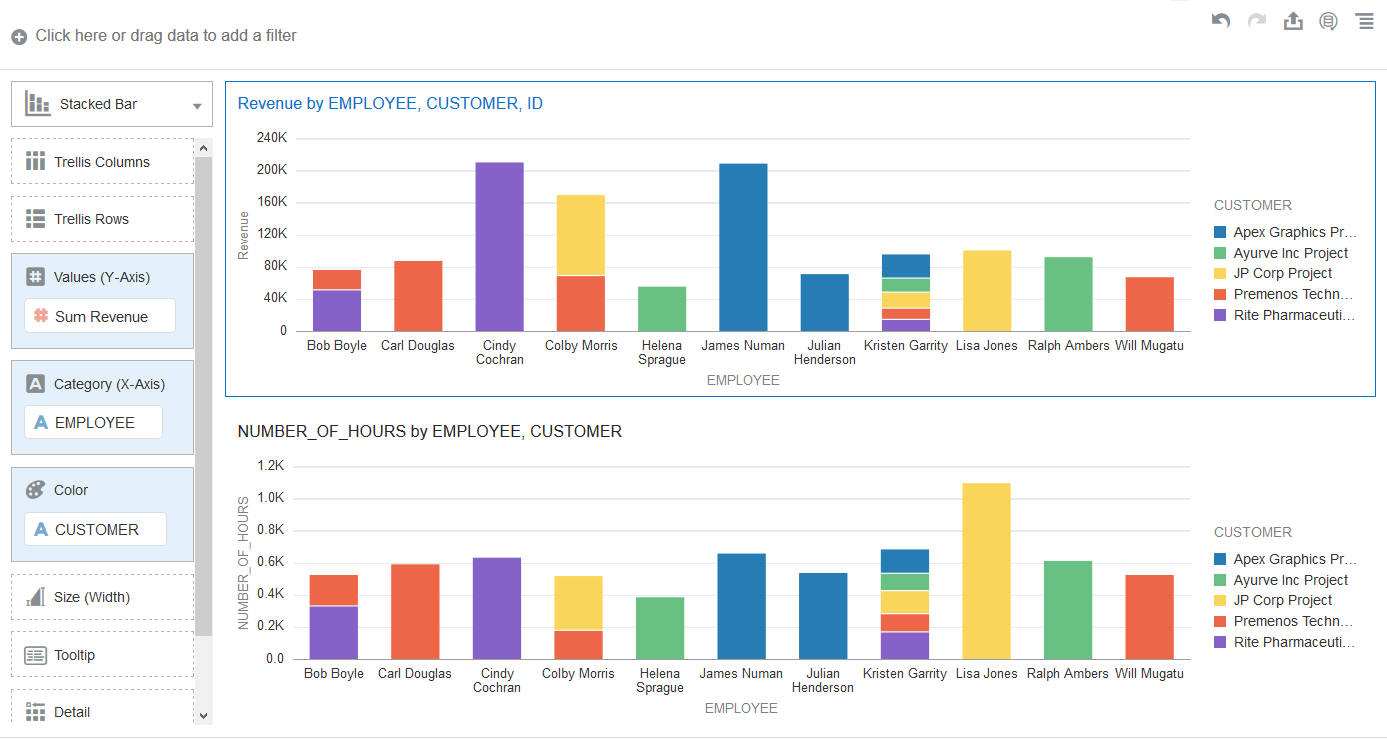 Click here or drag data to add a filter
Stacked Bar
Trellis Columns
Trellis Rows
Values (Y-Axis)
Sum Revenue
Category (X-Axis)
A EMPLOYEE
Color
A CUSTOMER
Size (Width)
Tooltip
Detail
Revenue by EMPLOYEE, CUSTOMER, ID
Revenue
240K
200K
160K
120K
80K
40K
0
Bob Boyle Carl Douglas Cindy Cochran Colby Morris Helena Sprague James Numan Julian Henderson Kristen Garrity Lisa Jones Ralph Ambers Will Mugatu
EMPLOYEE
CUSTOMER
Apex Graphics Pr...
Ayurve Inc Project
JP Corp Project
Premenos Techn...
Rite Pharmaceuti...
NUMBER_OF_HOURS by EMPLOYEE, CUSTOMER
NUMBER_OF_HOURS
1.2K
1.0K
0.8K
0.6K
0.4K
0.2K
0.0
Bob Boyle Carl Douglas Cindy Cochran Colby Morris Helena Sprague James Numan Julian Henderson Kristen Garrity Lisa Jones Ralph Ambers Will Mugatu
EMPLOYEE
CUSTOMER
Apex Graphics Pr...
Ayurve Inc Project
JP Corp Project
Premenos Techn...
Rite Pharmaceuti...